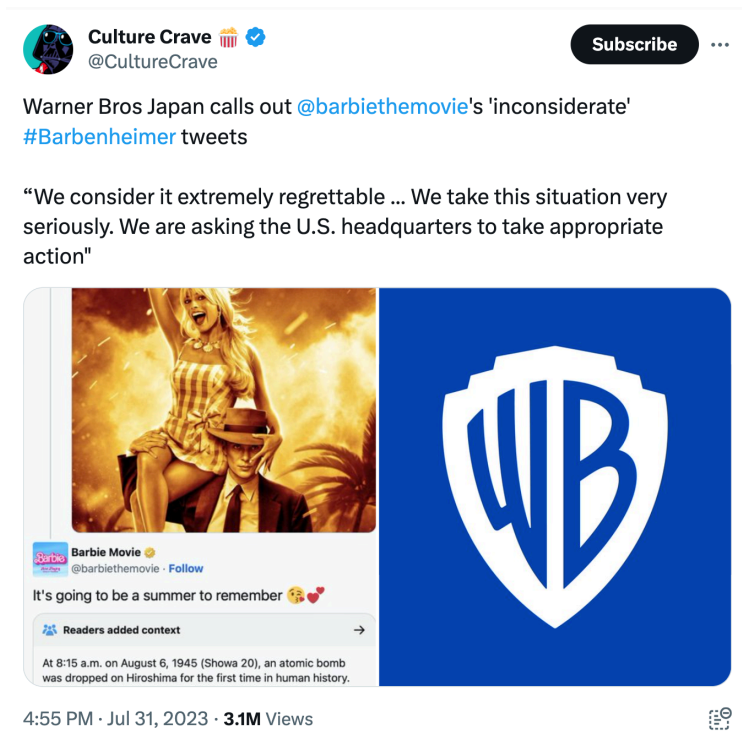 Culture Crave
@CultureCrave
Subscribe
Warner Bros Japan calls out @barbiethemovie's 'inconsiderate'
#Barbenheimer tweets
“We consider it extremely regrettable ... We take this situation very
seriously. We are asking the U.S. headquarters to take appropriate
action"
Barbie
Barbie Movie
@barbiethemovie · Follow
It's going to be a summer to remember 😘💕
Readers added context
At 8:15 a.m. on August 6, 1945 (Showa 20), an atomic bomb
was dropped on Hiroshima for the first time in human history.
WB
4:55 PM · Jul 31, 2023 · 3.1M Views